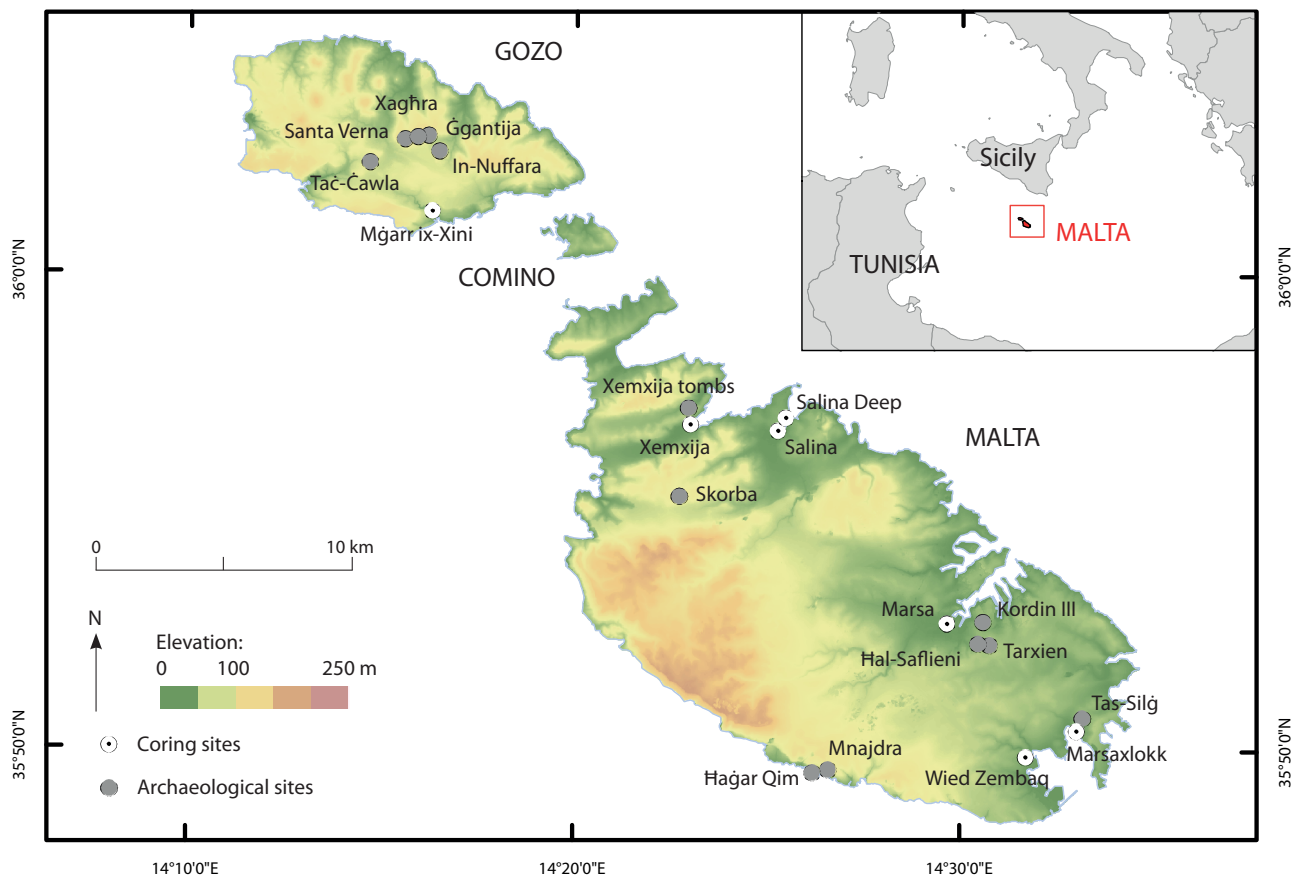 GOZO
Xagħra
Santa Verna
Ġgantija
In-Nuffara
Taċ-Ċawla
Mġarr ix-Xini
COMINO
Sicily
MALTA
TUNISIA
36°0'0"N
36°0'0"N
Xemxija tombs
Salina Deep
MALTA
Xemxija
Salina
Skorba
0 10 km
N
Elevation:
0 100 250 m
Coring sites
Archaeological sites
Marsa
Kordin III
Ħal-Saflieni
Tarxien
Tas-Silġ
Marsaxlokk
Mnajdra
Ħaġar Qim
Wied Zembaq
35°50'0"N
35°50'0"N
14°10'0"E
14°20'0"E
14°30'0"E